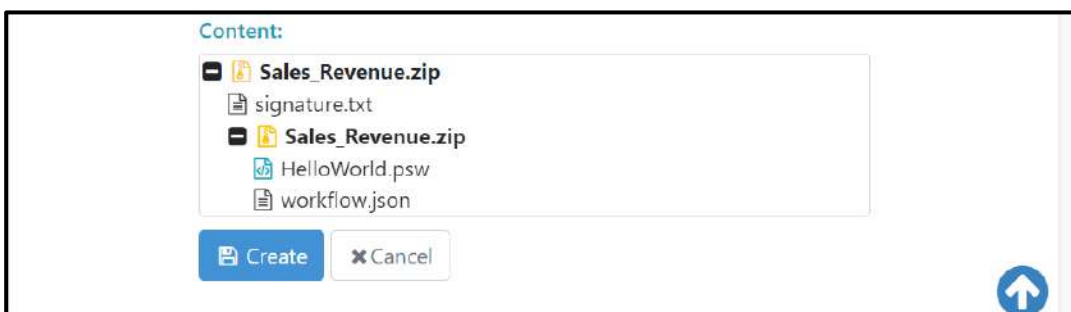 Content:
Sales_Revenue.zip
signature.txt
Sales_Revenue.zip
HelloWorld.psw
workflow.json
Create Cancel